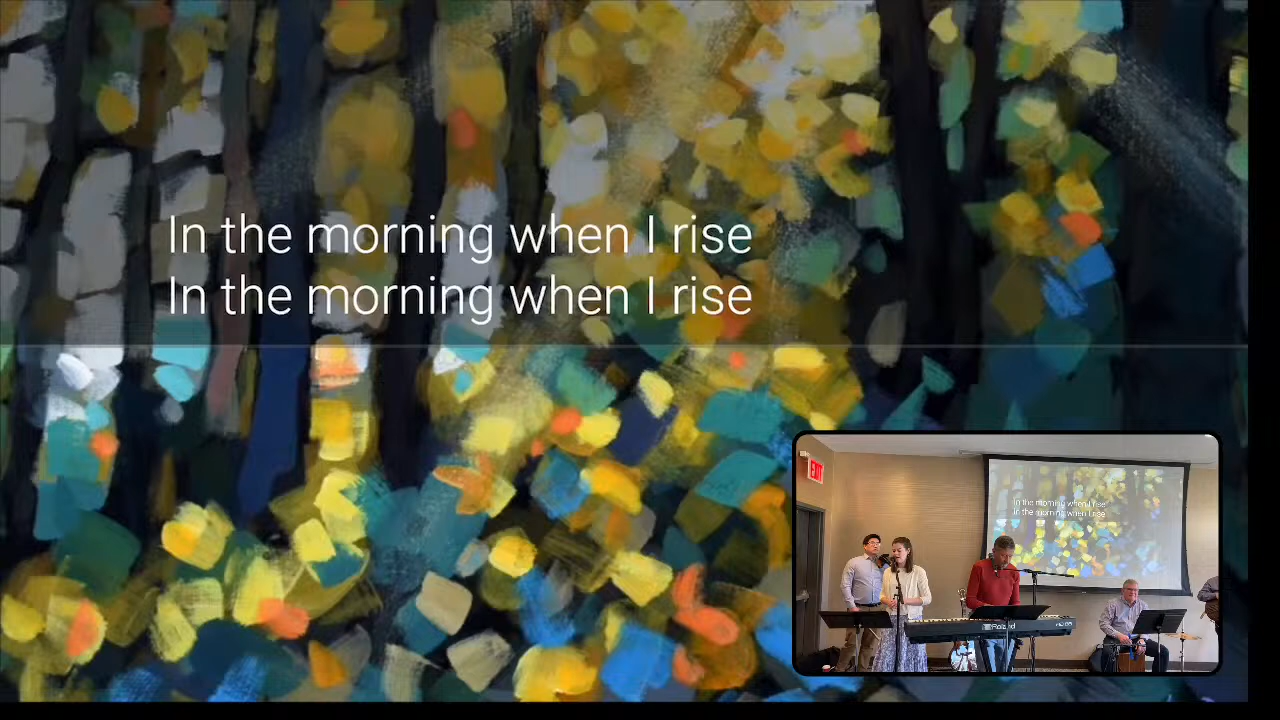 In the morning when I rise
In the morning when I rise
EXIT
In the morning when I rise
In the morning when I rise
Roland